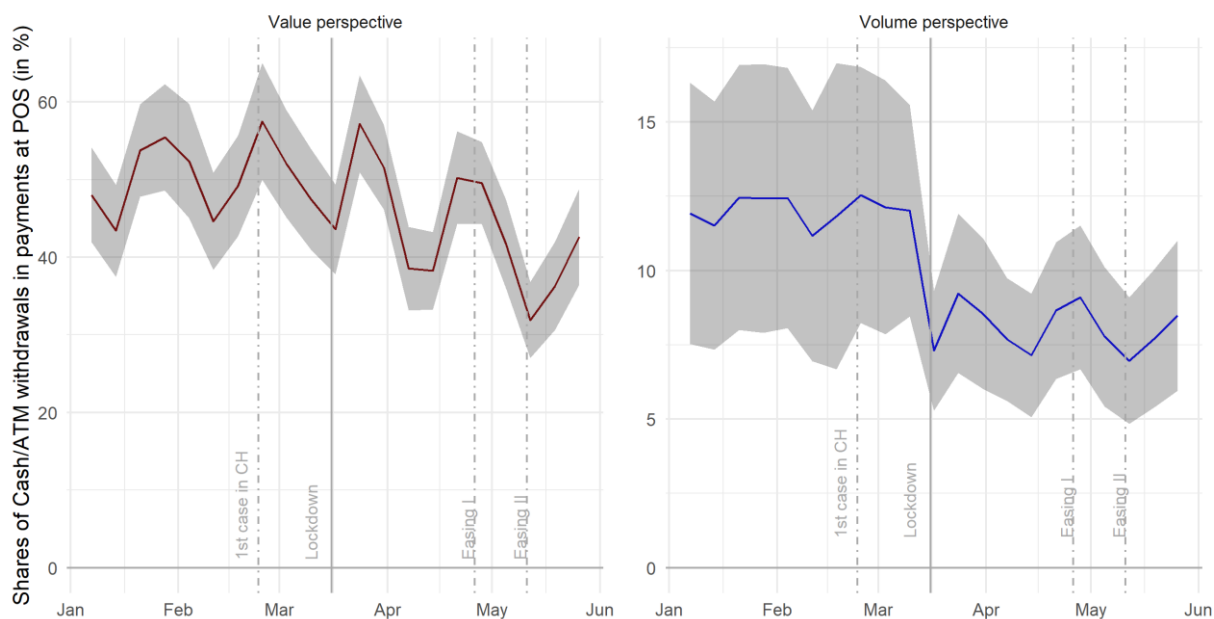 Value perspective
Volume perspective
Shares of Cash/ATM withdrawals in payments at POS (in %)
60
40
20
0
1st case in CH
Lockdown
Easing I
Easing II
Jan
Feb
Mar
Apr
May
Jun
15
10
5
0
1st case in CH
Lockdown
Easing I
Easing II
Jan
Feb
Mar
Apr
May
Jun